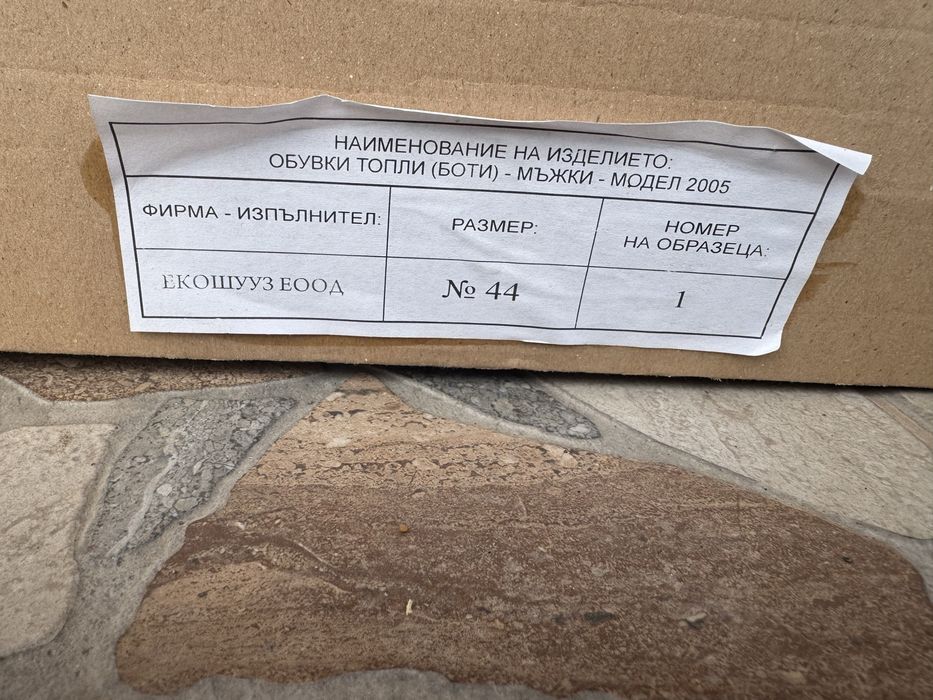 НАИМЕНОВАНИЕ НА ИЗДЕЛИЕТО:
ОБУВКИ ТОПЛИ (БОТИ) - МЪЖКИ - МОДЕЛ 2005
ФИРМА - ИЗПЪЛНИТЕЛ:
РАЗМЕР:
НОМЕР
НА ОБРАЗЕЦА:
ЕКОШУУЗ ЕООД
№ 44
1